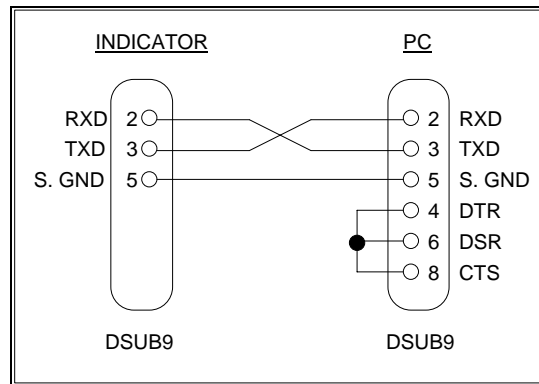 INDICATOR PC
RXD 2 2 RXD
TXD 3 3 TXD
S. GND 5 5 S. GND
4 DTR
6 DSR
8 CTS
DSUB9 DSUB9